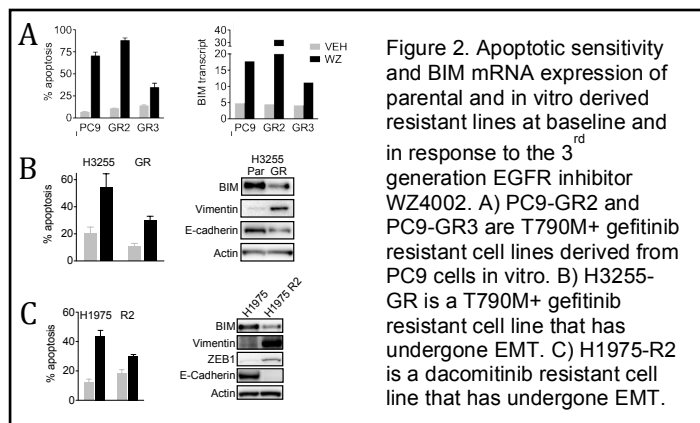 A
% apoptosis
100
75
50
25
0
PC9 GR2 GR3
BIM transcript
40
30
20
15
10
5
0
PC9 GR2 GR3
VEH
WZ
B
H3255 GR
% apoptosis
60
40
20
0
H3255
Par GR
BIM
Vimentin
E-cadherin
Actin
C
H1975 R2
% apoptosis
60
40
20
0
H1975
H1975 R2
BIM
Vimentin
ZEB1
E-Cadherin
Actin
Figure 2. Apoptotic sensitivity
and BIM mRNA expression of
parental and in vitro derived
resistant lines at baseline and
in response to the 3rd
generation EGFR inhibitor
WZ4002. A) PC9-GR2 and
PC9-GR3 are T790M+ gefitinib
resistant cell lines derived from
PC9 cells in vitro. B) H3255-
GR is a T790M+ gefitinib
resistant cell line that has
undergone EMT. C) H1975-R2
is a dacomitinib resistant cell
line that has undergone EMT.